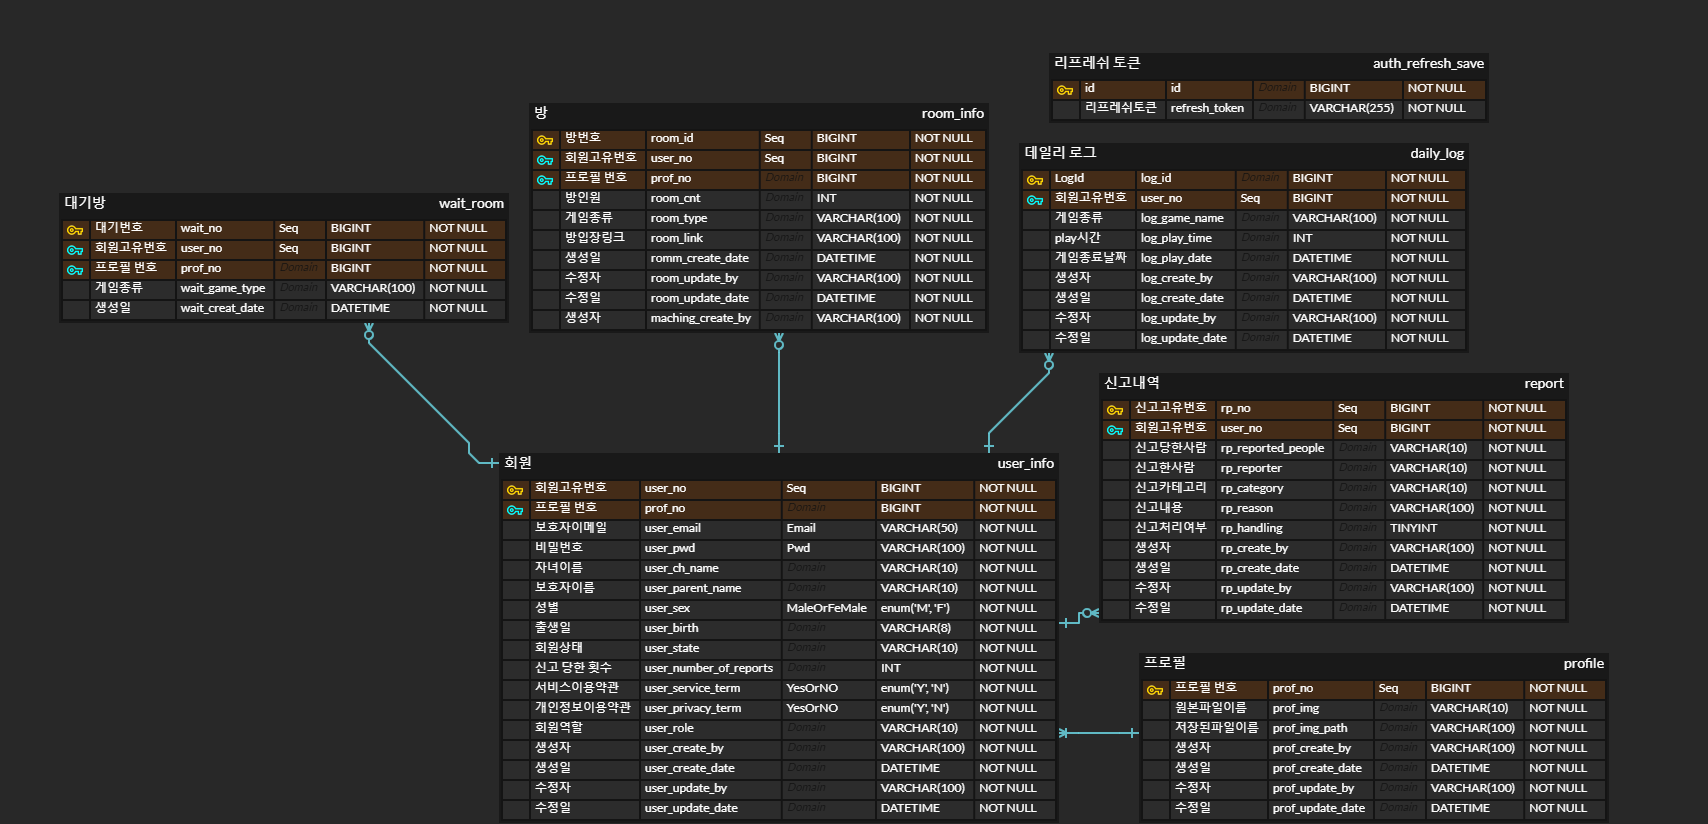 리프레쉬 토큰 auth_refresh_save
id id Domain BIGINT NOT NULL
리프레쉬토큰 refresh_token Domain VARCHAR(255) NOT NULL
방 room_info
방번호 room_id Seq BIGINT NOT NULL
회원고유번호 user_no Seq BIGINT NOT NULL
프로필 번호 prof_no Domain BIGINT NOT NULL
방인원 room_cnt Domain INT NOT NULL
게임종류 room_type Domain VARCHAR(100) NOT NULL
방입장링크 room_link Domain VARCHAR(100) NOT NULL
생성일 romm_create_date Domain DATETIME NOT NULL
수정자 room_update_by Domain VARCHAR(100) NOT NULL
수정일 room_update_date Domain DATETIME NOT NULL
생성자 maching_create_by Domain VARCHAR(100) NOT NULL
데일리 로그 daily_log
LogId log_id Domain BIGINT NOT NULL
회원고유번호 user_no Seq BIGINT NOT NULL
게임종류 log_game_name Domain VARCHAR(100) NOT NULL
play시간 log_play_time Domain INT NOT NULL
게임종료날짜 log_play_date Domain DATETIME NOT NULL
생성자 log_create_by Domain VARCHAR(100) NOT NULL
생성일 log_create_date Domain DATETIME NOT NULL
수정자 log_update_by Domain VARCHAR(100) NOT NULL
수정일 log_update_date Domain DATETIME NOT NULL
대기방 wait_room
대기번호 wait_no Seq BIGINT NOT NULL
회원고유번호 user_no Seq BIGINT NOT NULL
프로필 번호 prof_no Domain BIGINT NOT NULL
게임종류 wait_game_type Domain VARCHAR(100) NOT NULL
생성일 wait_creat_date Domain DATETIME NOT NULL
신고내역 report
신고고유번호 rp_no Seq BIGINT NOT NULL
회원고유번호 user_no Seq BIGINT NOT NULL
신고당한사람 rp_reported_people Domain VARCHAR(10) NOT NULL
신고한사람 rp_reporter Domain VARCHAR(10) NOT NULL
신고카테고리 rp_category Domain VARCHAR(10) NOT NULL
신고내용 rp_reason Domain VARCHAR(100) NOT NULL
신고처리여부 rp_handling Domain TINYINT NOT NULL
생성자 rp_create_by Domain VARCHAR(100) NOT NULL
생성일 rp_create_date Domain DATETIME NOT NULL
수정자 rp_update_by Domain VARCHAR(100) NOT NULL
수정일 rp_update_date Domain DATETIME NOT NULL
회원 user_info
회원고유번호 user_no Seq BIGINT NOT NULL
프로필 번호 prof_no Domain BIGINT NOT NULL
보호자이메일 user_email Email VARCHAR(50) NOT NULL
비밀번호 user_pwd Pwd VARCHAR(100) NOT NULL
자녀이름 user_ch_name Domain VARCHAR(10) NOT NULL
보호자이름 user_parent_name Domain VARCHAR(10) NOT NULL
성별 user_sex MaleOrFeMale enum('M', 'F') NOT NULL
출생일 user_birth Domain VARCHAR(8) NOT NULL
회원상태 user_state Domain VARCHAR(10) NOT NULL
신고 당한 횟수 user_number_of_reports Domain INT NOT NULL
서비스이용약관 user_service_term YesOrNO enum('Y', 'N') NOT NULL
개인정보이용약관 user_privacy_term YesOrNO enum('Y', 'N') NOT NULL
회원역할 user_role Domain VARCHAR(10) NOT NULL
생성자 user_create_by Domain VARCHAR(100) NOT NULL
생성일 user_create_date Domain DATETIME NOT NULL
수정자 user_update_by Domain VARCHAR(100) NOT NULL
수정일 user_update_date Domain DATETIME NOT NULL
프로필 profile
프로필 번호 prof_no Seq BIGINT NOT NULL
원본파일이름 prof_img Domain VARCHAR(10) NOT NULL
저장된파일이름 prof_img_path Domain VARCHAR(100) NOT NULL
생성자 prof_create_by Domain VARCHAR(100) NOT NULL
생성일 prof_create_date Domain DATETIME NOT NULL
수정자 prof_update_by Domain VARCHAR(100) NOT NULL
수정일 prof_update_date Domain DATETIME NOT NULL